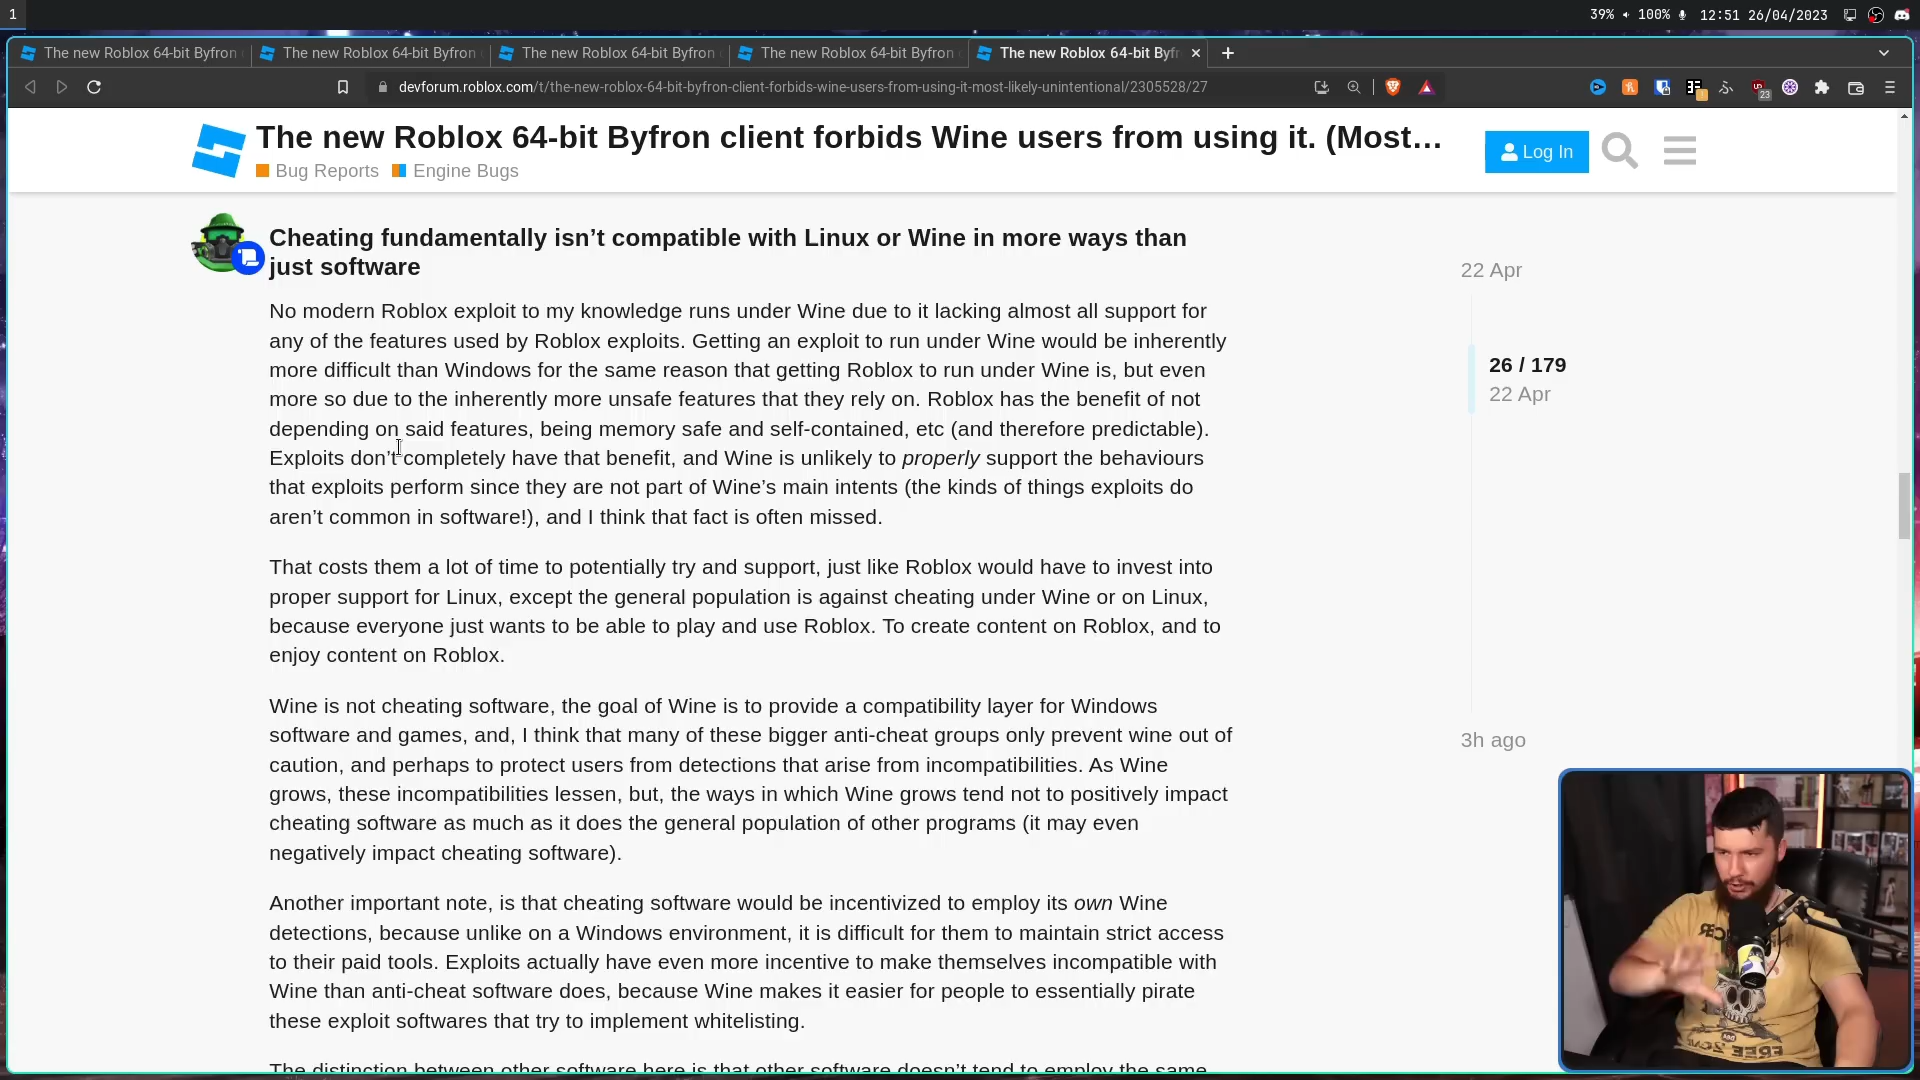 1
39% 100% 12:51 26/04/2023
The new Roblox 64-bit Byfron
The new Roblox 64-bit Byfron
The new Roblox 64-bit Byfron
The new Roblox 64-bit Byfron
The new Roblox 64-bit Byfr
devforum.roblox.com/t/the-new-roblox-64-bit-byfron-client-forbids-wine-users-from-using-it-most-likely-unintentional/2305528/27
23
The new Roblox 64-bit Byfron client forbids Wine users from using it. (Most...
Bug Reports Engine Bugs
Log In
Cheating fundamentally isn’t compatible with Linux or Wine in more ways than
just software
No modern Roblox exploit to my knowledge runs under Wine due to it lacking almost all support for
any of the features used by Roblox exploits. Getting an exploit to run under Wine would be inherently
more difficult than Windows for the same reason that getting Roblox to run under Wine is, but even
more so due to the inherently more unsafe features that they rely on. Roblox has the benefit of not
depending on said features, being memory safe and self-contained, etc (and therefore predictable).
Exploits don’t completely have that benefit, and Wine is unlikely to properly support the behaviours
that exploits perform since they are not part of Wine’s main intents (the kinds of things exploits do
aren’t common in software!), and I think that fact is often missed.
That costs them a lot of time to potentially try and support, just like Roblox would have to invest into
proper support for Linux, except the general population is against cheating under Wine or on Linux,
because everyone just wants to be able to play and use Roblox. To create content on Roblox, and to
enjoy content on Roblox.
Wine is not cheating software, the goal of Wine is to provide a compatibility layer for Windows
software and games, and, I think that many of these bigger anti-cheat groups only prevent wine out of
caution, and perhaps to protect users from detections that arise from incompatibilities. As Wine
grows, these incompatibilities lessen, but, the ways in which Wine grows tend not to positively impact
cheating software as much as it does the general population of other programs (it may even
negatively impact cheating software).
Another important note, is that cheating software would be incentivized to employ its own Wine
detections, because unlike on a Windows environment, it is difficult for them to maintain strict access
to their paid tools. Exploits actually have even more incentive to make themselves incompatible with
Wine than anti-cheat software does, because Wine makes it easier for people to essentially pirate
these exploit softwares that try to implement whitelisting.
The distinction between other software here is that other software doesn’t tend to employ the same
22 Apr
26 / 179
22 Apr
3h ago